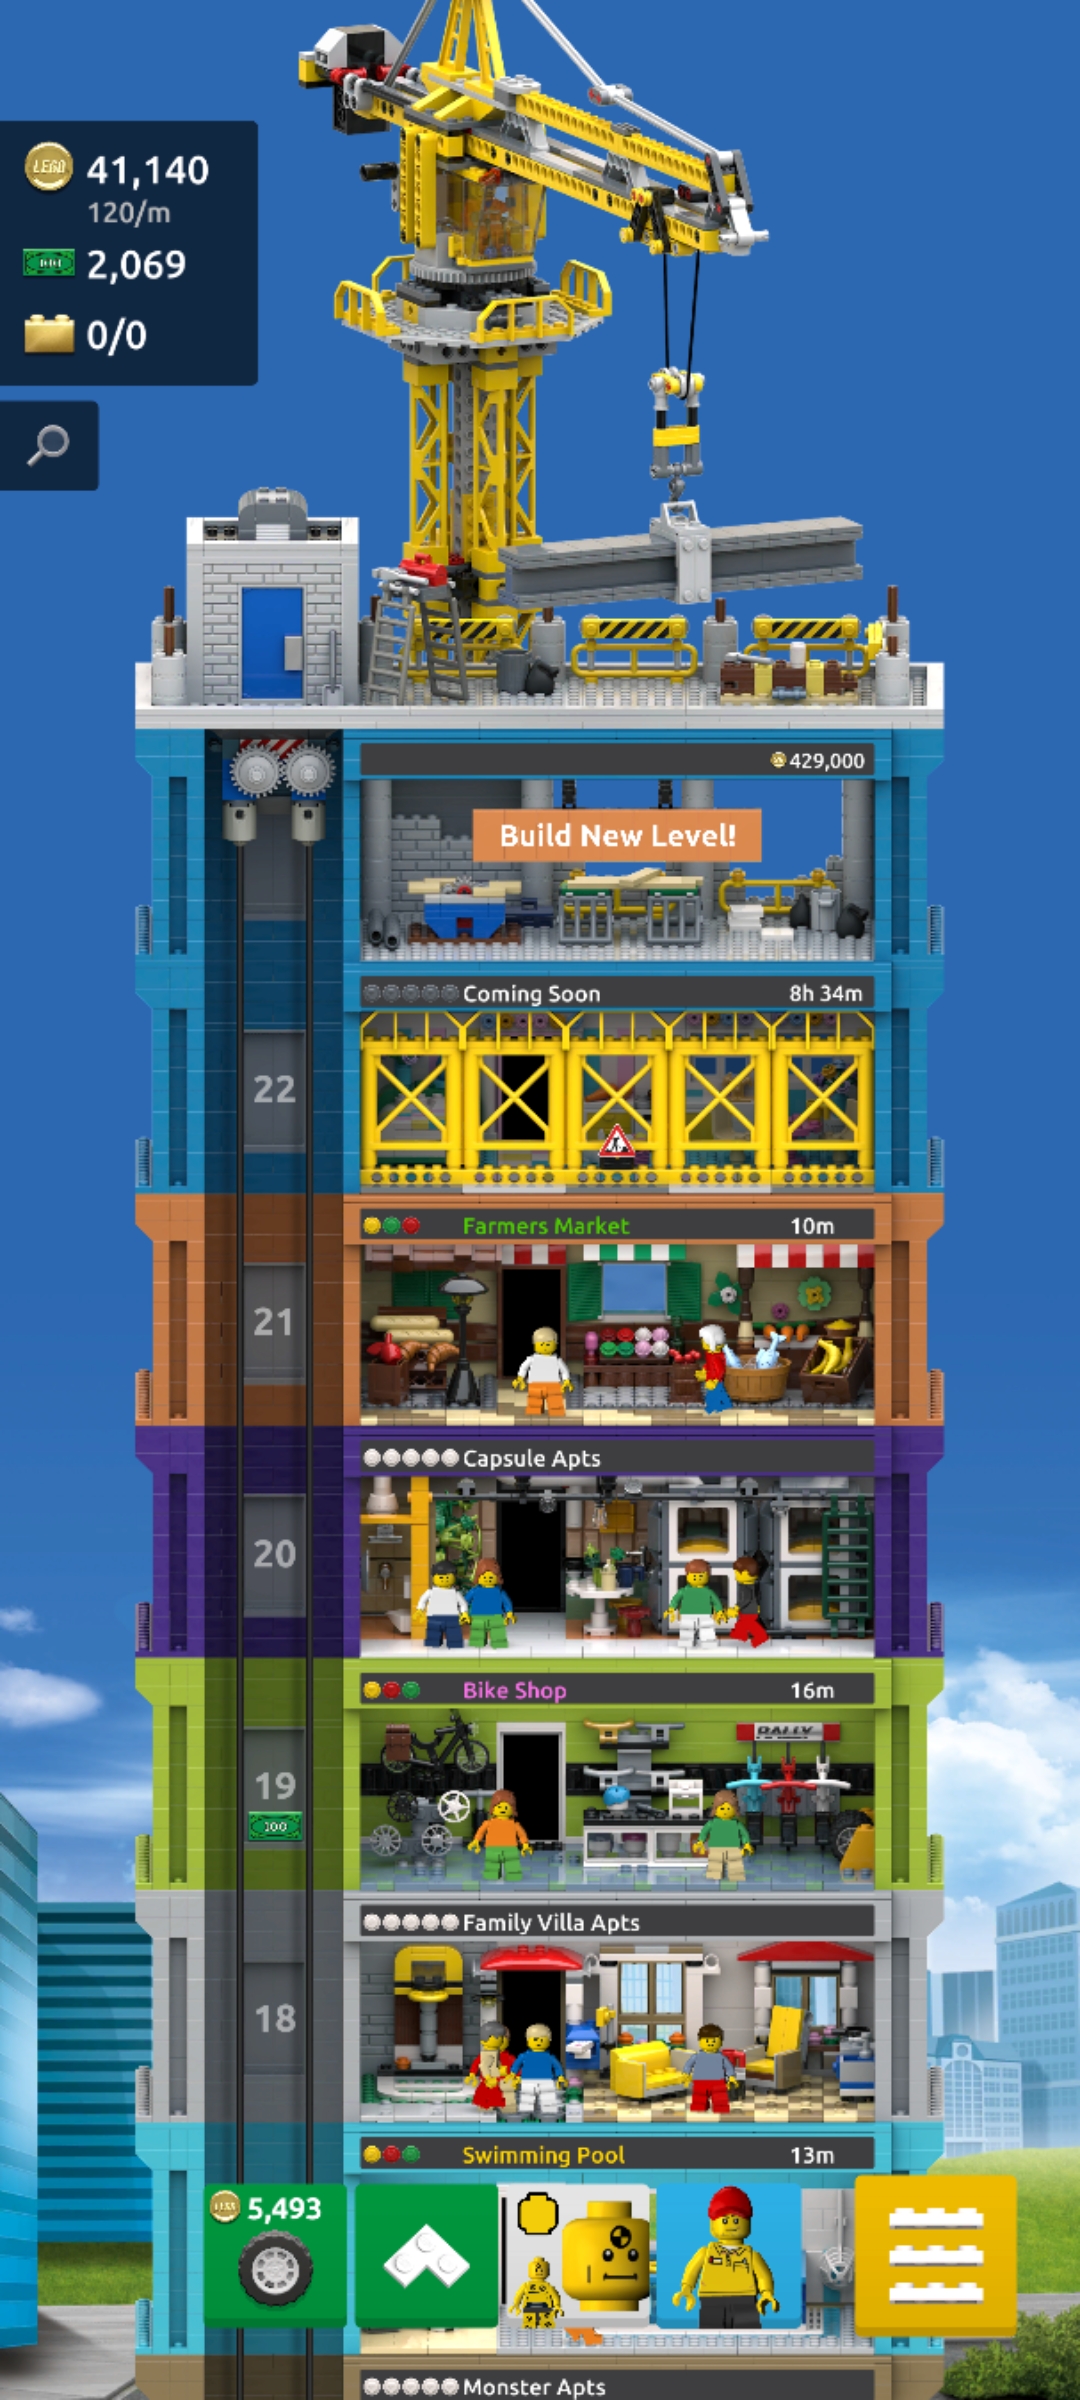 LEGO 41,140
120/m
100 2,069
0/0
429,000
Build New Level!
Coming Soon 8h 34m
22
Farmers Market 10m
21
Capsule Apts
20
Bike Shop 16m
RALLY
19
100
Family Villa Apts
18
Swimming Pool 13m
5,493
Monster Apts